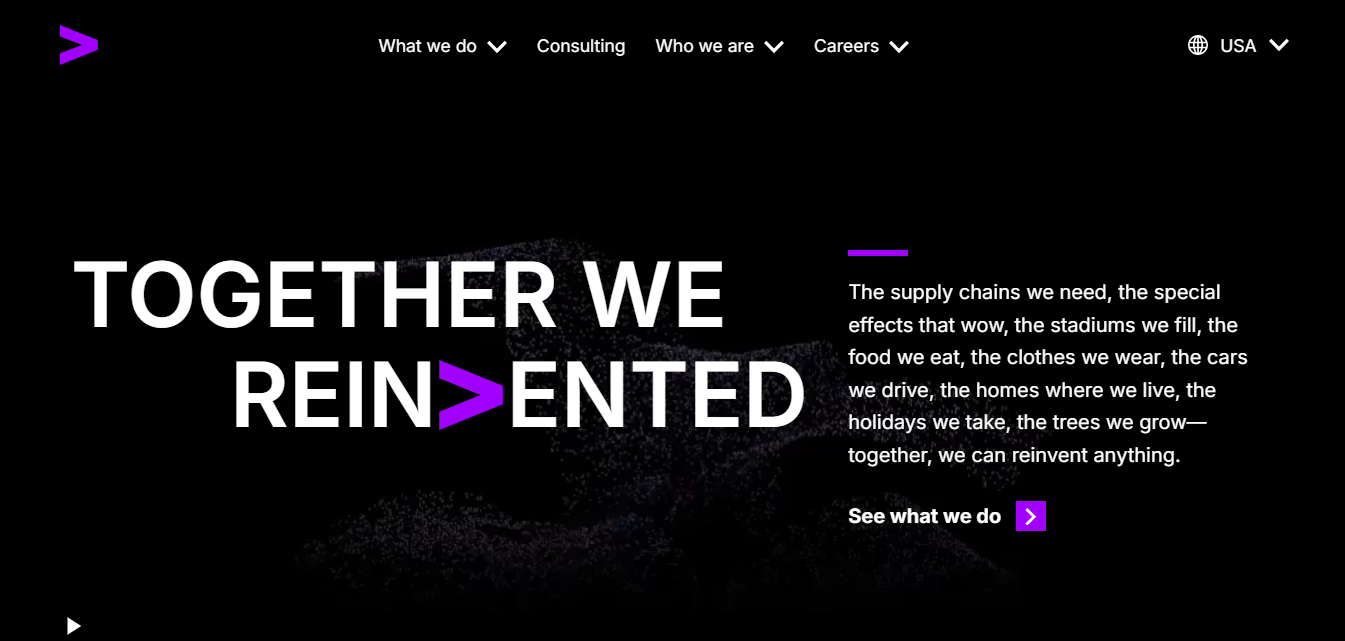 What we do
Consulting
Who we are
Careers
USA
TOGETHER WE
REIN>ENTED
The supply chains we need, the special
effects that wow, the stadiums we fill, the
food we eat, the clothes we wear, the cars
we drive, the homes where we live, the
holidays we take, the trees we grow—
together, we can reinvent anything.
See what we do